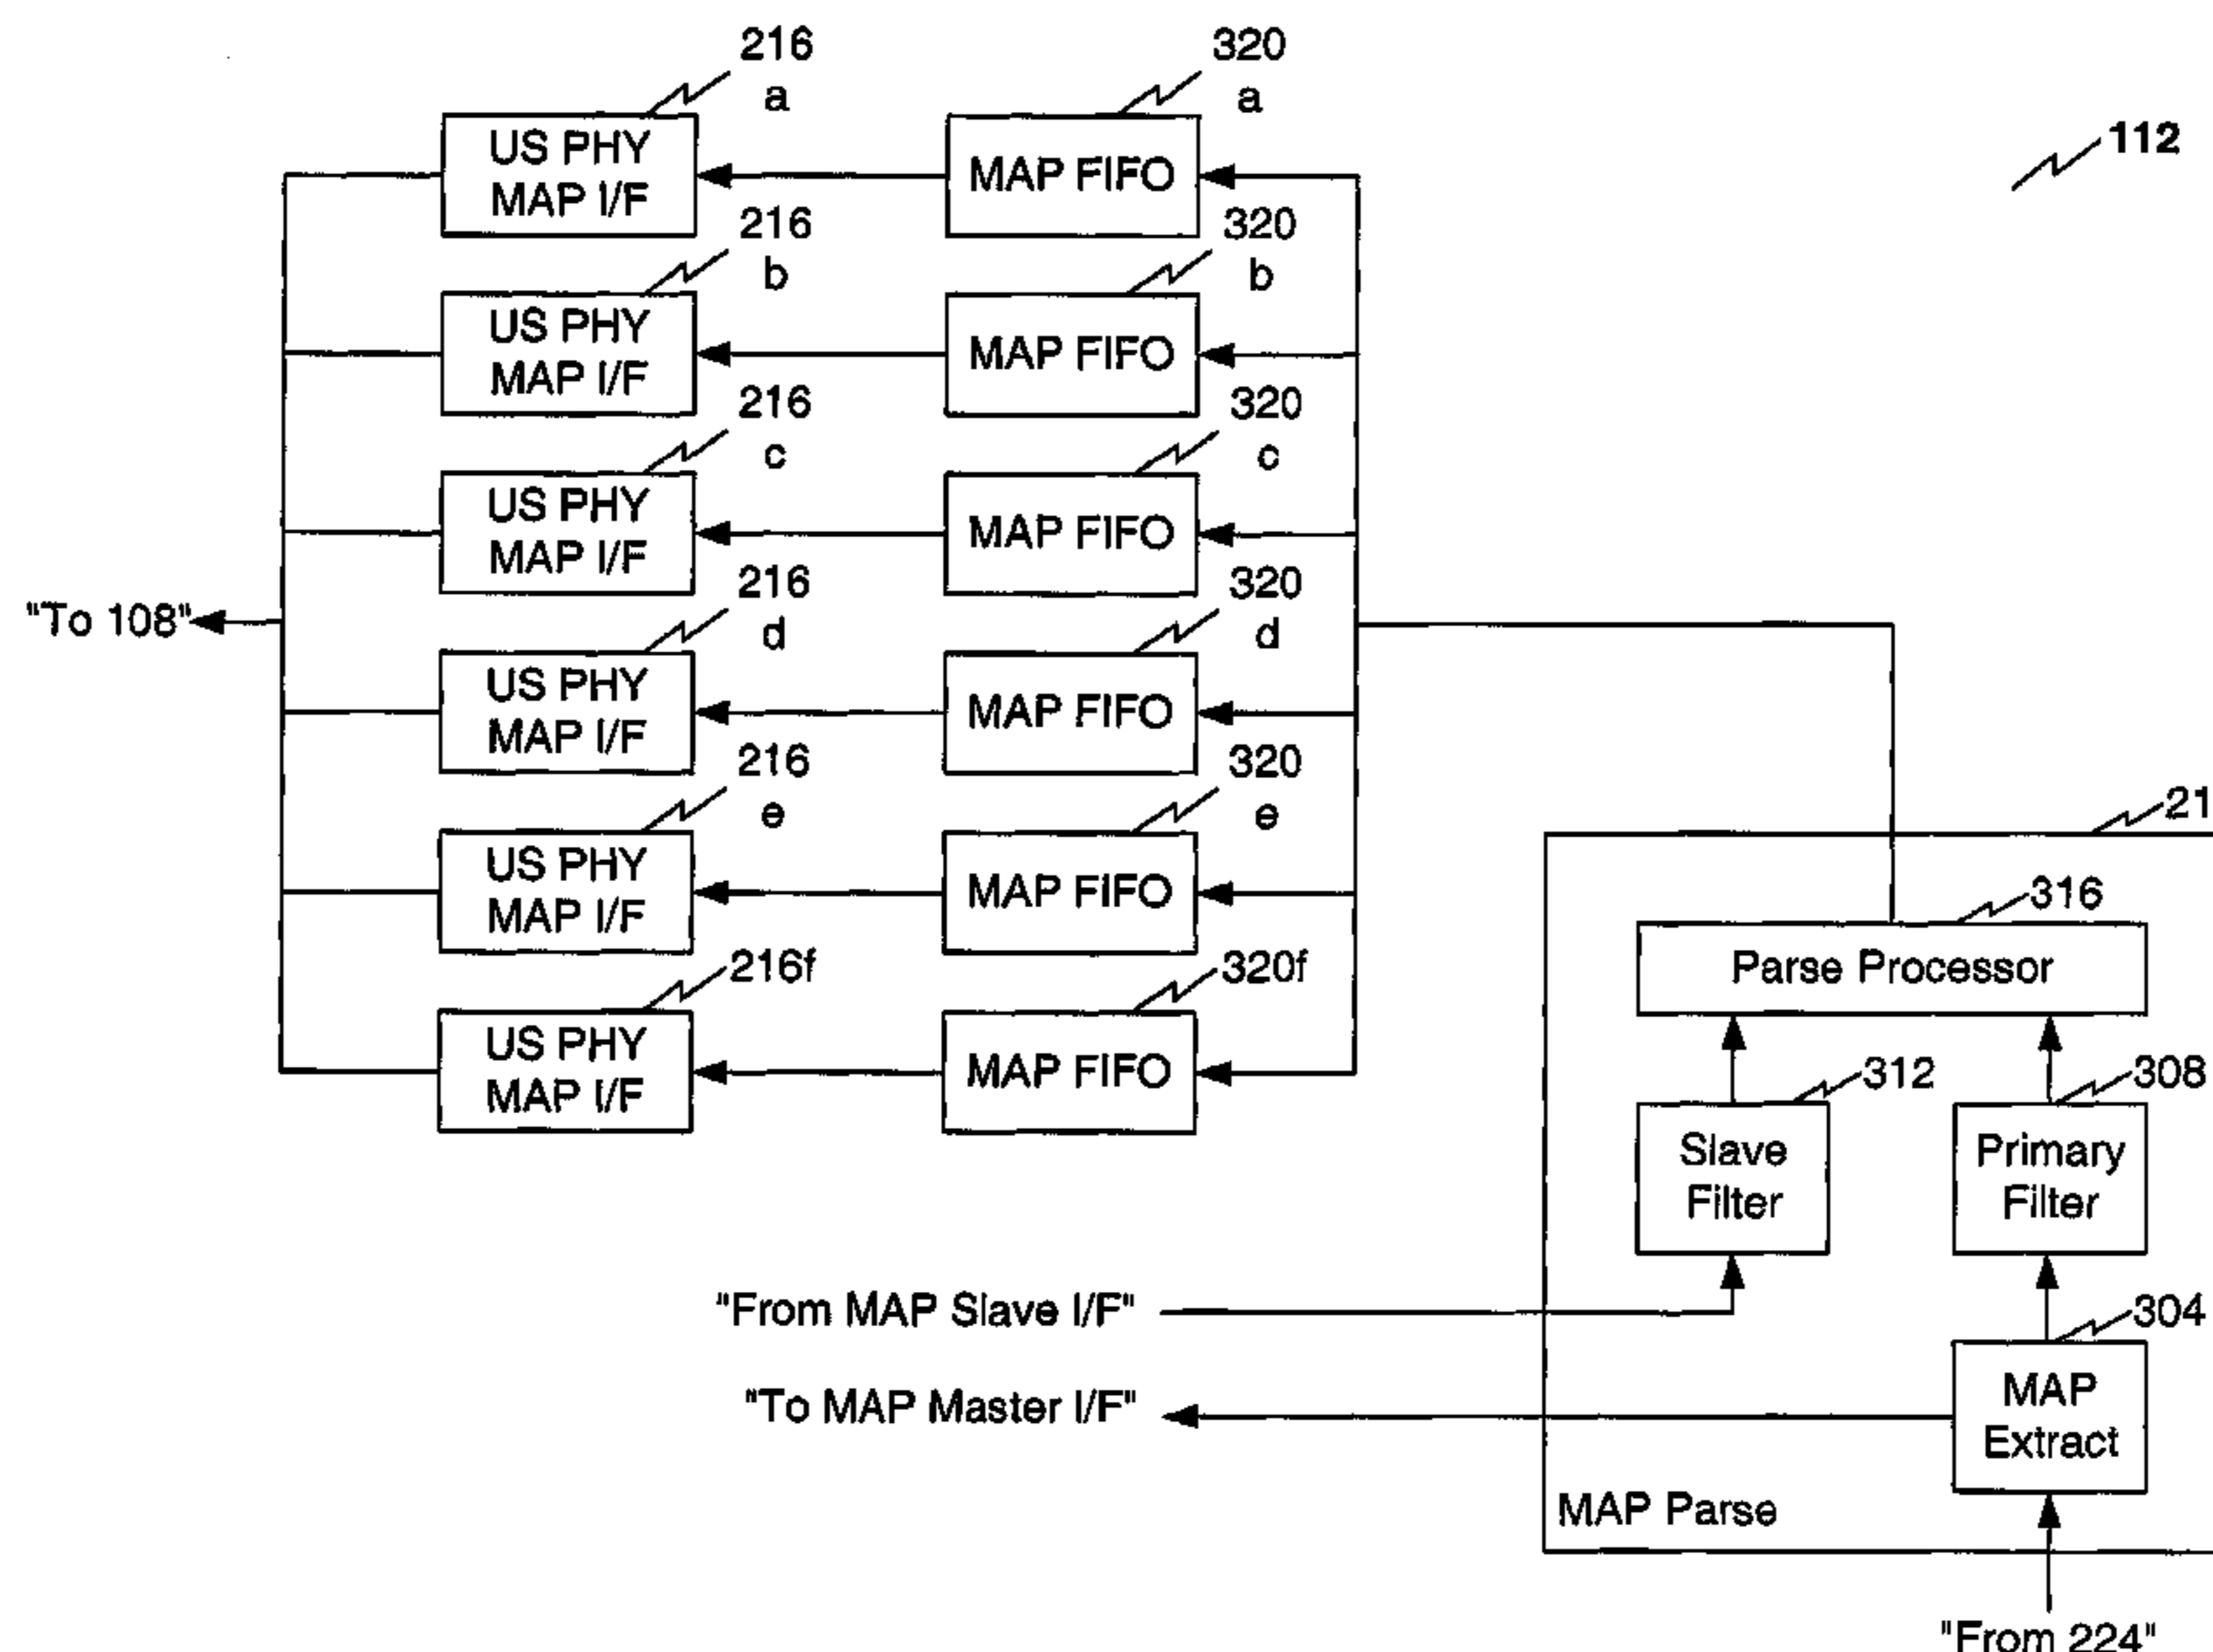 216
a
320
a
112
US PHY
MAP I/F
MAP FIFO
216
b
320
b
US PHY
MAP I/F
MAP FIFO
216
c
320
c
US PHY
MAP I/F
MAP FIFO
216
d
320
d
"To 108"
US PHY
MAP I/F
MAP FIFO
216
e
320
e
US PHY
MAP I/F
MAP FIFO
21
216f
320f
US PHY
MAP I/F
MAP FIFO
316
Parse Processor
312
308
Slave
Filter
Primary
Filter
"From MAP Slave I/F"
304
"To MAP Master I/F"
MAP
Extract
MAP Parse
"From 224"